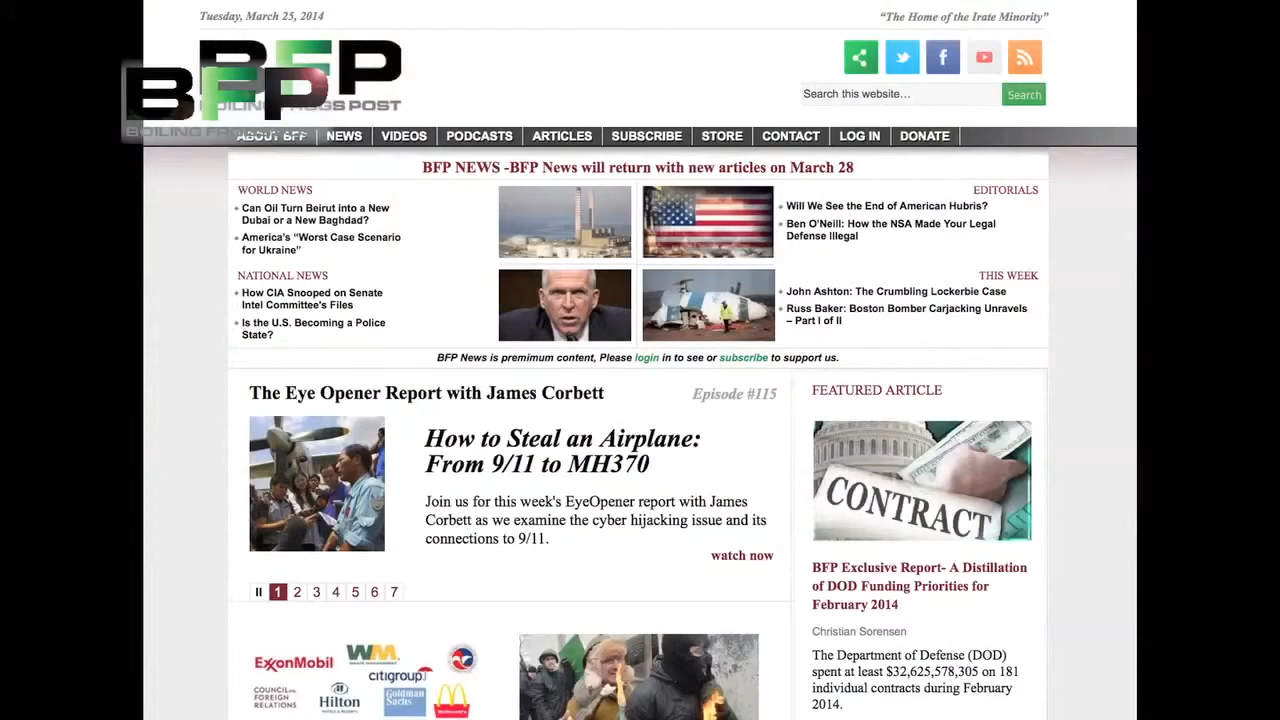 Tuesday, March 25, 2014
“The Home of the Irate Minority”
BFP
BFP
Search this website…
Search
ABOUT BFP
NEWS
VIDEOS
PODCASTS
ARTICLES
SUBSCRIBE
STORE
CONTACT
LOG IN
DONATE
BFP NEWS -BFP News will return with new articles on March 28
WORLD NEWS
Can Oil Turn Beirut into a New
Dubai or a New Baghdad?
America's “Worst Case Scenario
for Ukraine”
EDITORIALS
Will We See the End of American Hubris?
Ben O'Neill: How the NSA Made Your Legal
Defense Illegal
NATIONAL NEWS
How CIA Snooped on Senate
Intel Committee's Files
Is the U.S. Becoming a Police
State?
THIS WEEK
John Ashton: The Crumbling Lockerbie Case
Russ Baker: Boston Bomber Carjacking Unravels
– Part I of II
BFP News is premimum content, Please login in to see or subscribe to support us.
The Eye Opener Report with James Corbett
Episode #115
How to Steal an Airplane:
From 9/11 to MH370
Join us for this week's EyeOpener report with James
Corbett as we examine the cyber hijacking issue and its
connections to 9/11.
watch now
1 2 3 4 5 6 7
FEATURED ARTICLE
CONTRACT
BFP Exclusive Report- A Distillation
of DOD Funding Priorities for
February 2014
Christian Sorensen
The Department of Defense (DOD)
spent at least $32,625,578,305 on 181
individual contracts during February
2014.
ExxonMobil
WM
WASTE MANAGEMENT
citigroup
COUNCIL on
FOREIGN
RELATIONS
Hilton
Goldman
Sachs
McDonald's